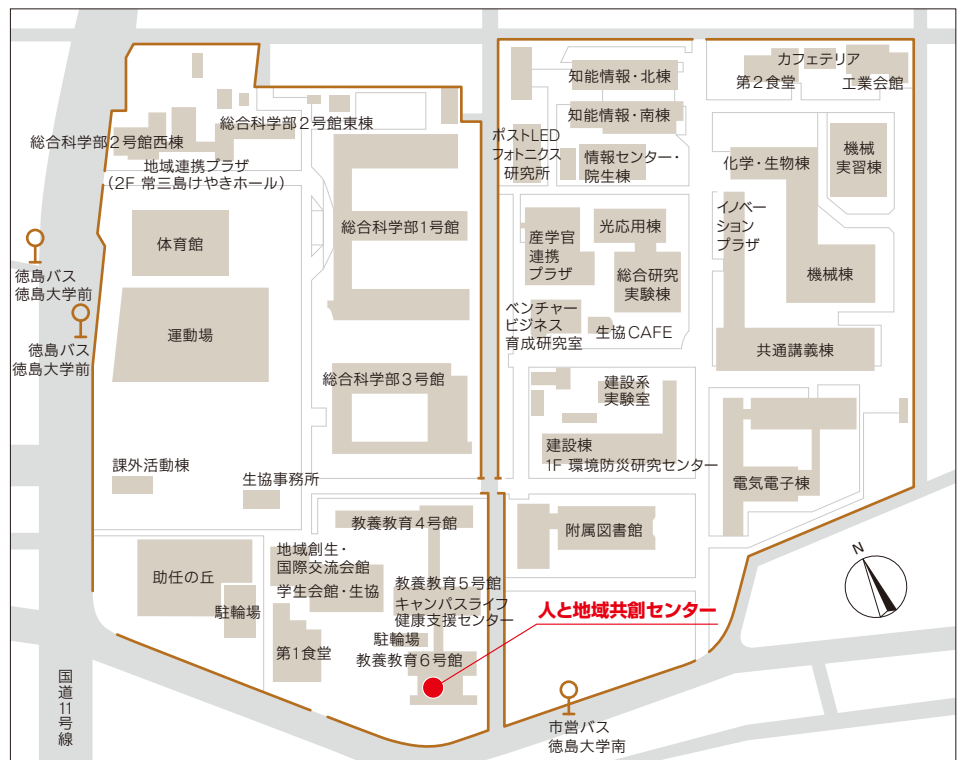 総合科学部2号館東棟
総合科学部2号館西棟
地域連携プラザ
（2F 常三島けやきホール）
体育館
総合科学部1号館
徳島バス
徳島大学前
徳島バス
徳島大学前
運動場
総合科学部3号館
課外活動棟
生協事務所
教養教育4号館
地域創生・
国際交流会館
助任の丘
学生会館・生協
教養教育5号館
キャンパスライフ
健康支援センター
駐輪場
駐輪場
第1食堂
教養教育6号館
国道11号線
知能情報・北棟
知能情報・南棟
ポストLED
フォトニクス
研究所
情報センター・
院生棟
カフェテリア
第2食堂
工業会館
化学・生物棟
機械
実習棟
イノベー
ション
プラザ
機械棟
産学官
連携
プラザ
光応用棟
総合研究
実験棟
ベンチャー
ビジネス
育成研究室
生協CAFE
共通講義棟
建設系
実験室
建設棟
1F 環境防災研究センター
電気電子棟
附属図書館
N
人と地域共創センター
市営バス
徳島大学南